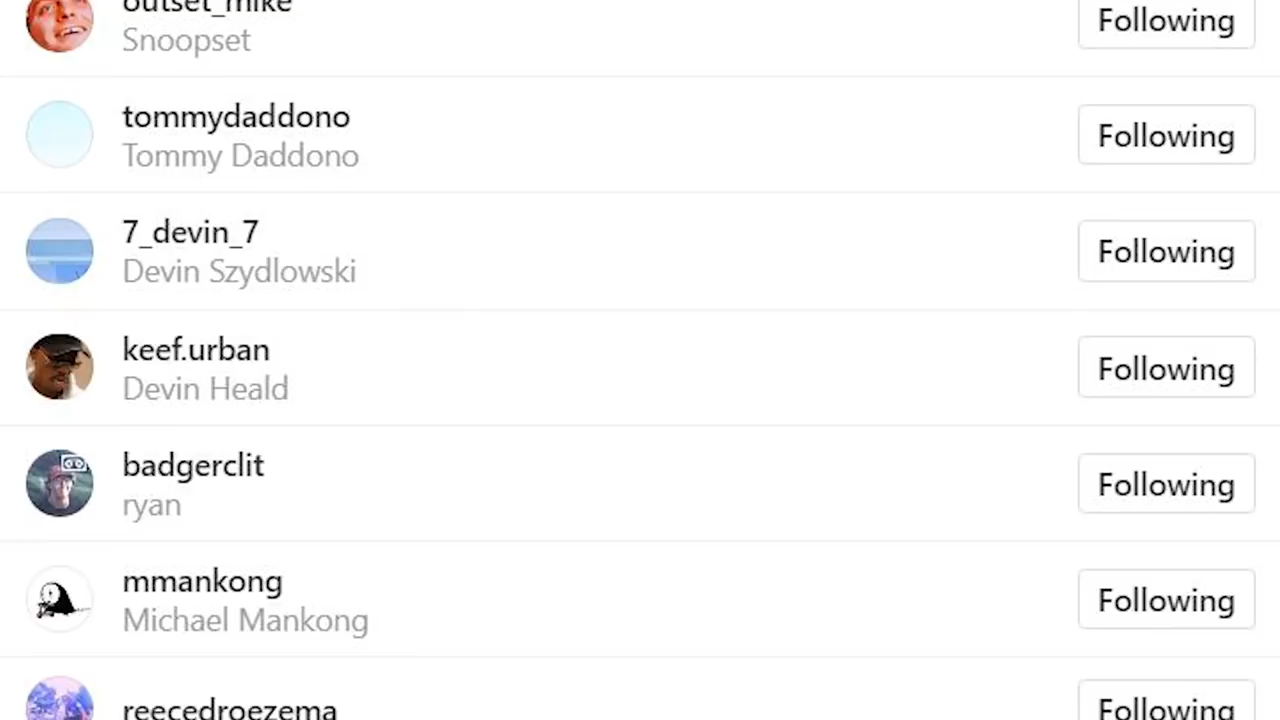 outset_mike
Snoopset
Following
tommydaddono
Tommy Daddono
Following
7_devin_7
Devin Szydlowski
Following
keef.urban
Devin Heald
Following
badgerclit
ryan
Following
mmankong
Michael Mankong
Following
reecedroezema
Following